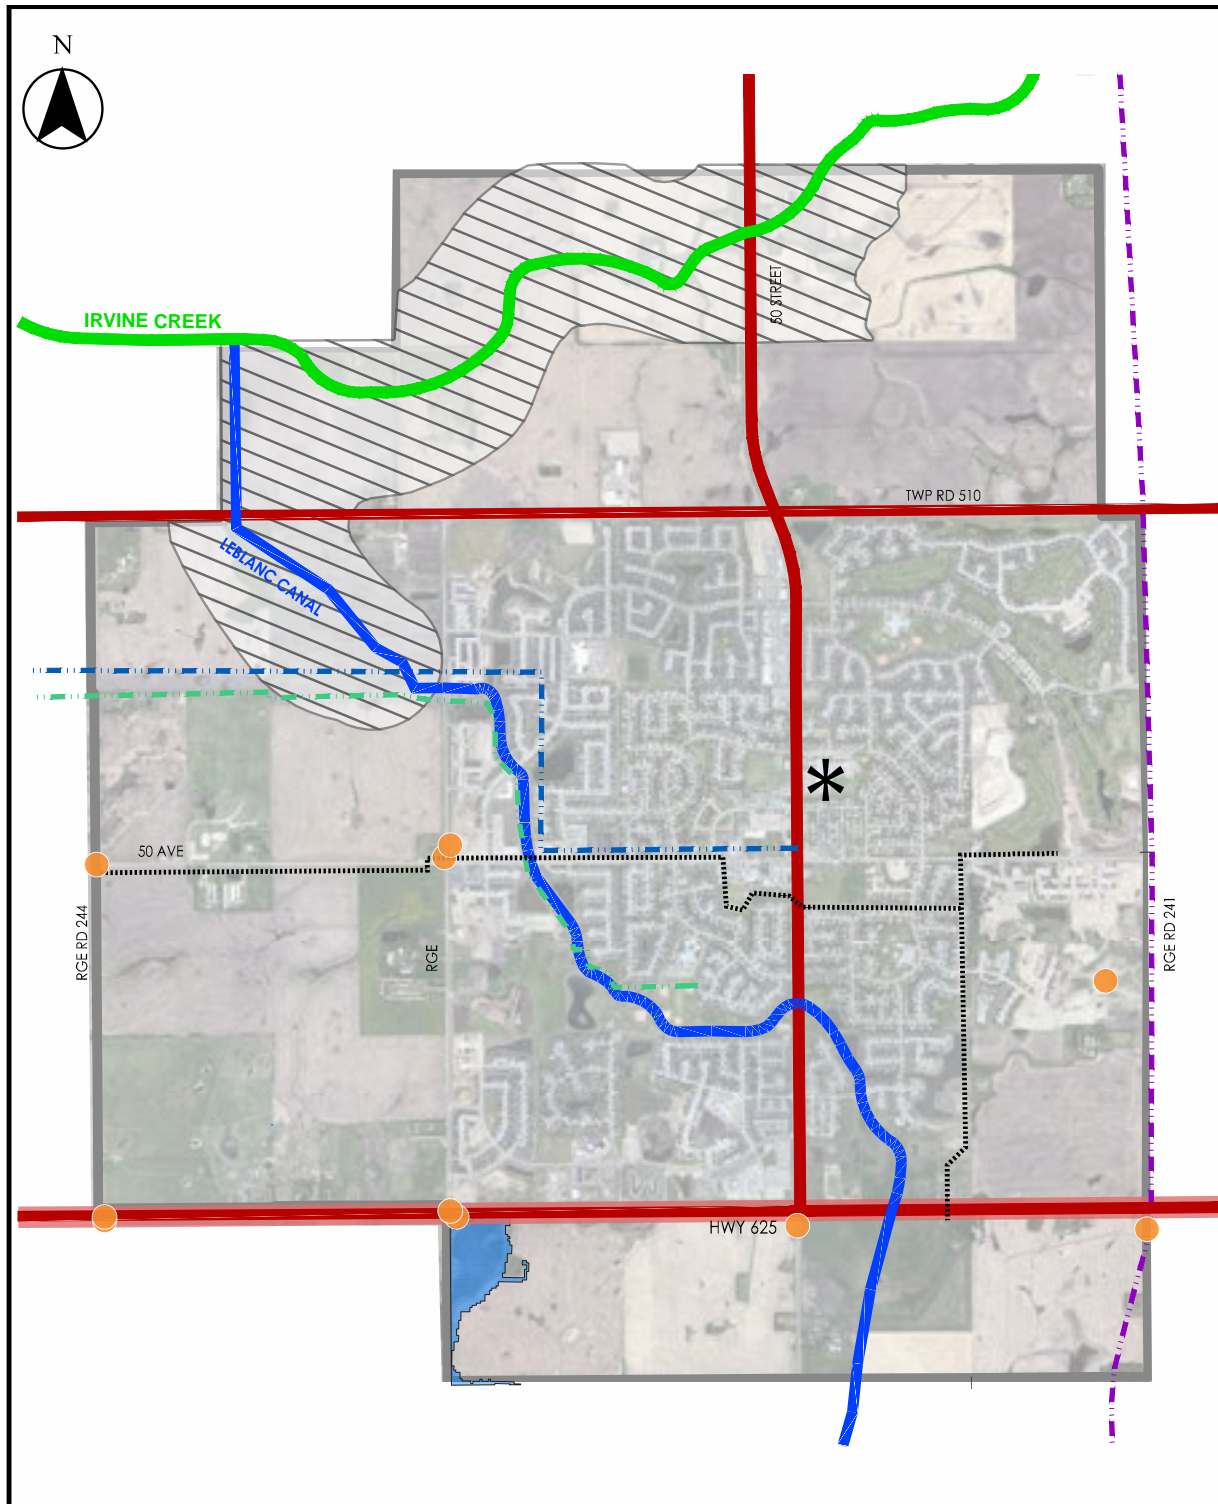 N
50 STREET
IRVINE CREEK
TWP RD 510
LEBLANC CANAL
50 AVE
RGE RD 244
RGE
RGE RD 241
HWY 625